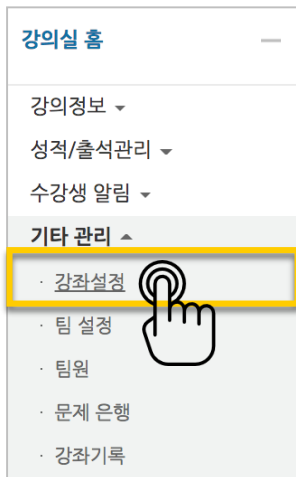 강의실 홈
강의정보
성적/출석관리
수강생 알림
기타 관리
· 강좌설정
· 팀 설정
· 팀원
· 문제 은행
· 강좌기록